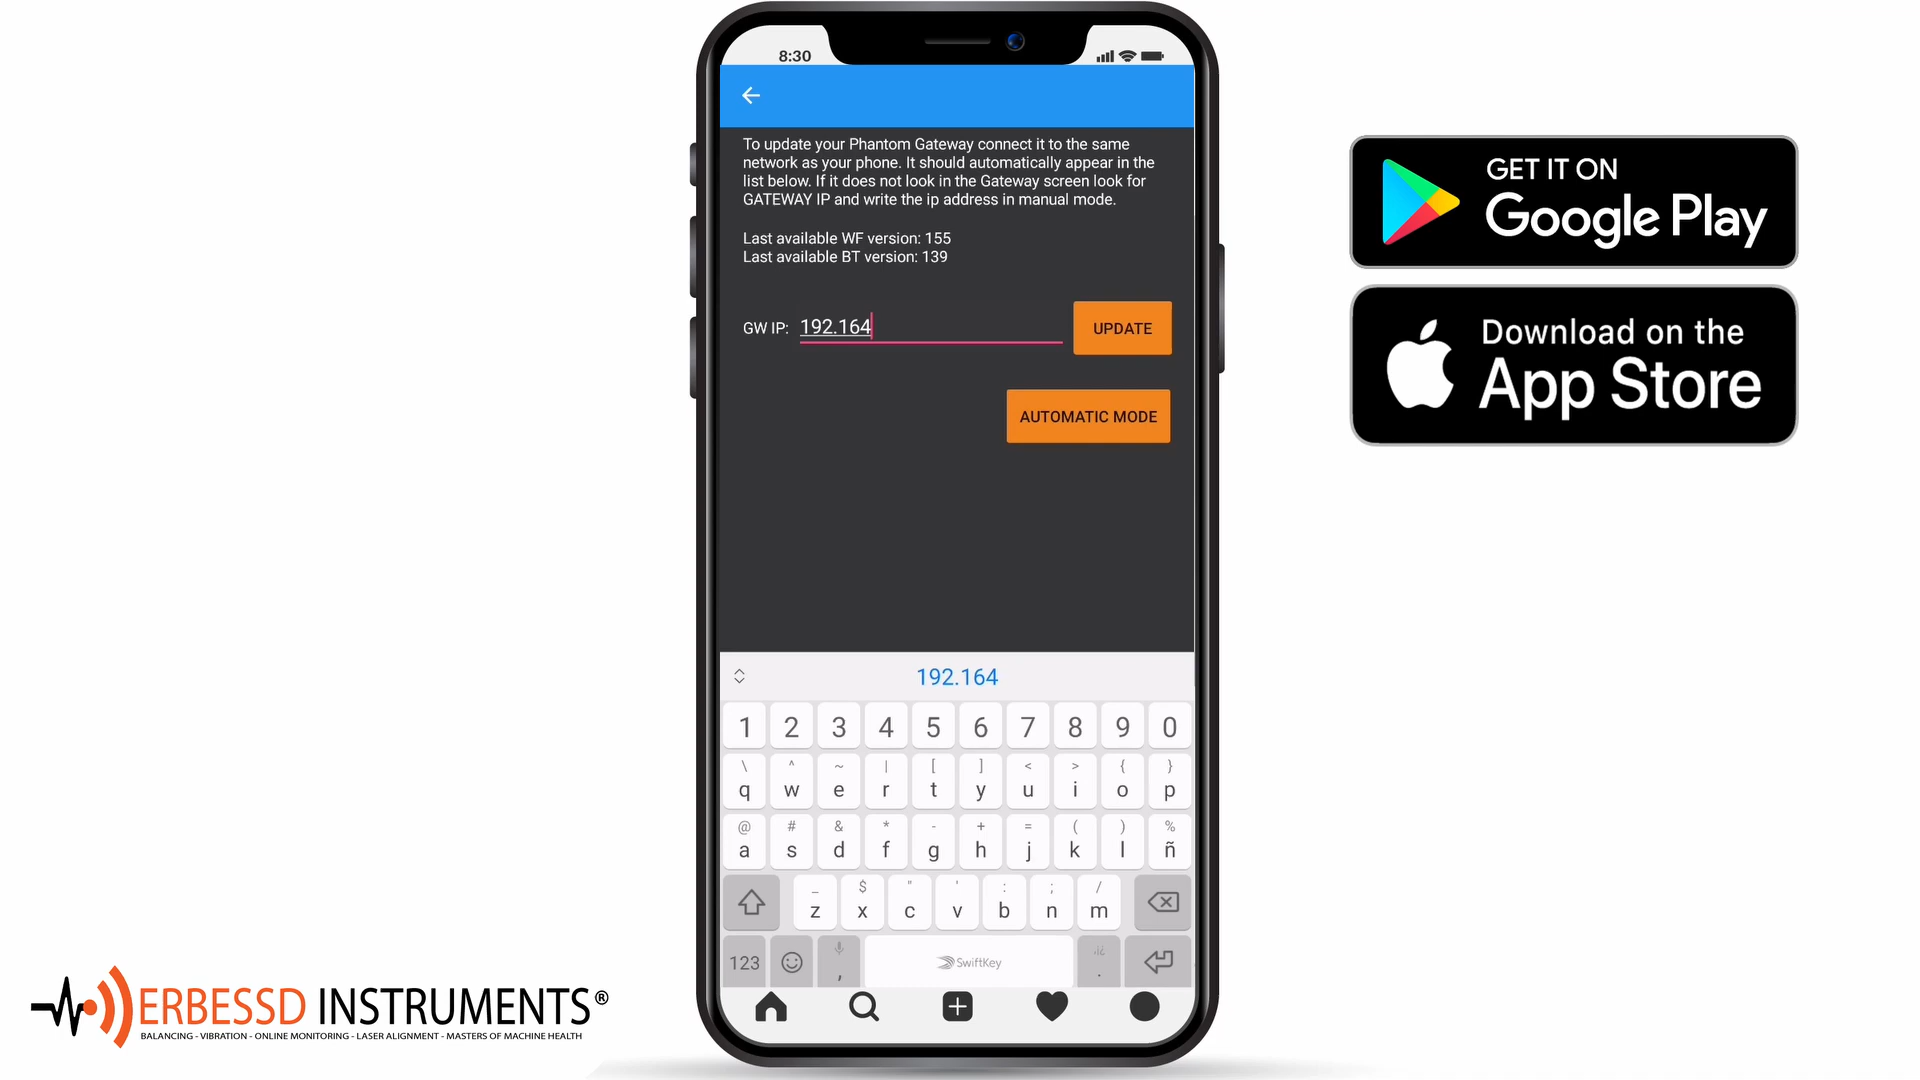 8:30
To update your Phantom Gateway connect it to the same
network as your phone. It should automatically appear in the
list below. If it does not look in the Gateway screen look for
GATEWAY IP and write the ip address in manual mode.
Last available WF version: 155
Last available BT version: 139
GW IP: 192.164 UPDATE
AUTOMATIC MODE
192.164
1 2 3 4 5 6 7 8 9 0
\ ^ ~ | [ ] < > { }
q w e r t y u i o p
@ # & * - + = ( ) %
a s d f g h j k l ñ
_ $ " ' : ; /
z x c v b n m
123 , SwiftKey .
GET IT ON
Google Play
Download on the
App Store
ERBESSD INSTRUMENTS®
BALANCING - VIBRATION - ONLINE MONITORING - LASER ALIGNMENT - MASTERS OF MACHINE HEALTH